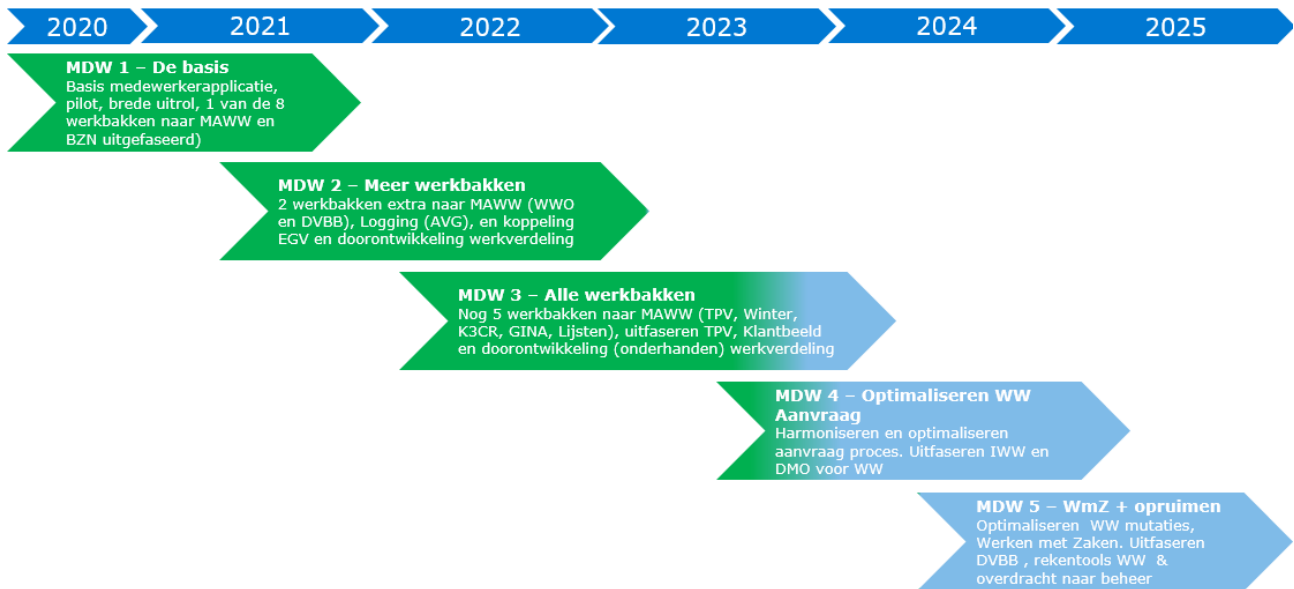 2020 2021 2022 2023 2024 2025
MDW 1 – De basis
Basis medewerkerapplicatie,
pilot, brede uitrol, 1 van de 8
werkbakken naar MAWW en
BZN uitgefaseerd)
MDW 2 – Meer werkbakken
2 werkbakken extra naar MAWW (WWO
en DVBB), Logging (AVG), en koppeling
EGV en doorontwikkeling werkverdeling
MDW 3 – Alle werkbakken
Nog 5 werkbakken naar MAWW (TPV, Winter,
K3CR, GINA, Lijsten), uitfaseren TPV, Klantbeeld
en doorontwikkeling (onderhanden) werkverdeling
MDW 4 – Optimaliseren WW
Aanvraag
Harmoniseren en optimaliseren
aanvraag proces. Uitfaseren IWW en
DMO voor WW
MDW 5 – WmZ + opruimen
Optimaliseren WW mutaties,
Werken met Zaken. Uitfaseren
DVBB , rekentools WW &
overdracht naar beheer